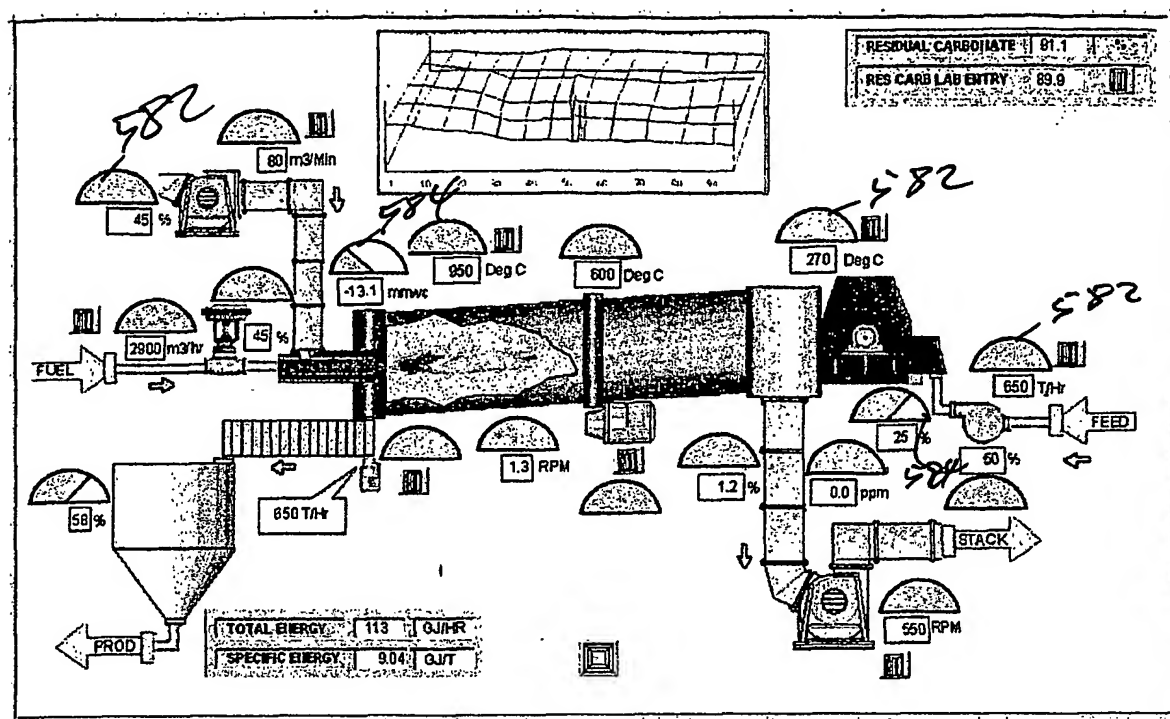 RESIDUAL CARBONATE 81.1 %
RES CARB LAB ENTRY 89.9
582
80 m3/Min
45 %
584
582
950 Deg C
600 Deg C
270 Deg C
-13.1 mmwc
582
2900 m3/hr
45 %
FUEL
650 T/Hr
FEED
25 %
60 %
584
1.3 RPM
1.2 %
0.0 ppm
58 %
650 T/Hr
STACK
PROD
TOTAL ENERGY 113 GJ/HR
SPECIFIC ENERGY 9.04 GJ/T
550 RPM